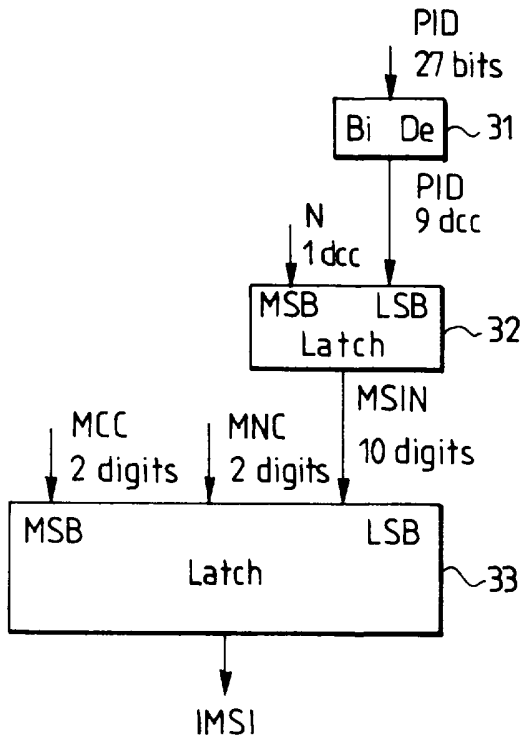 PID
27 bits
Bi De
31
PID
9 dcc
N
1 dcc
MSB LSB
Latch
32
MSIN
10 digits
MCC
2 digits
MNC
2 digits
MSB LSB
Latch
33
IMSI